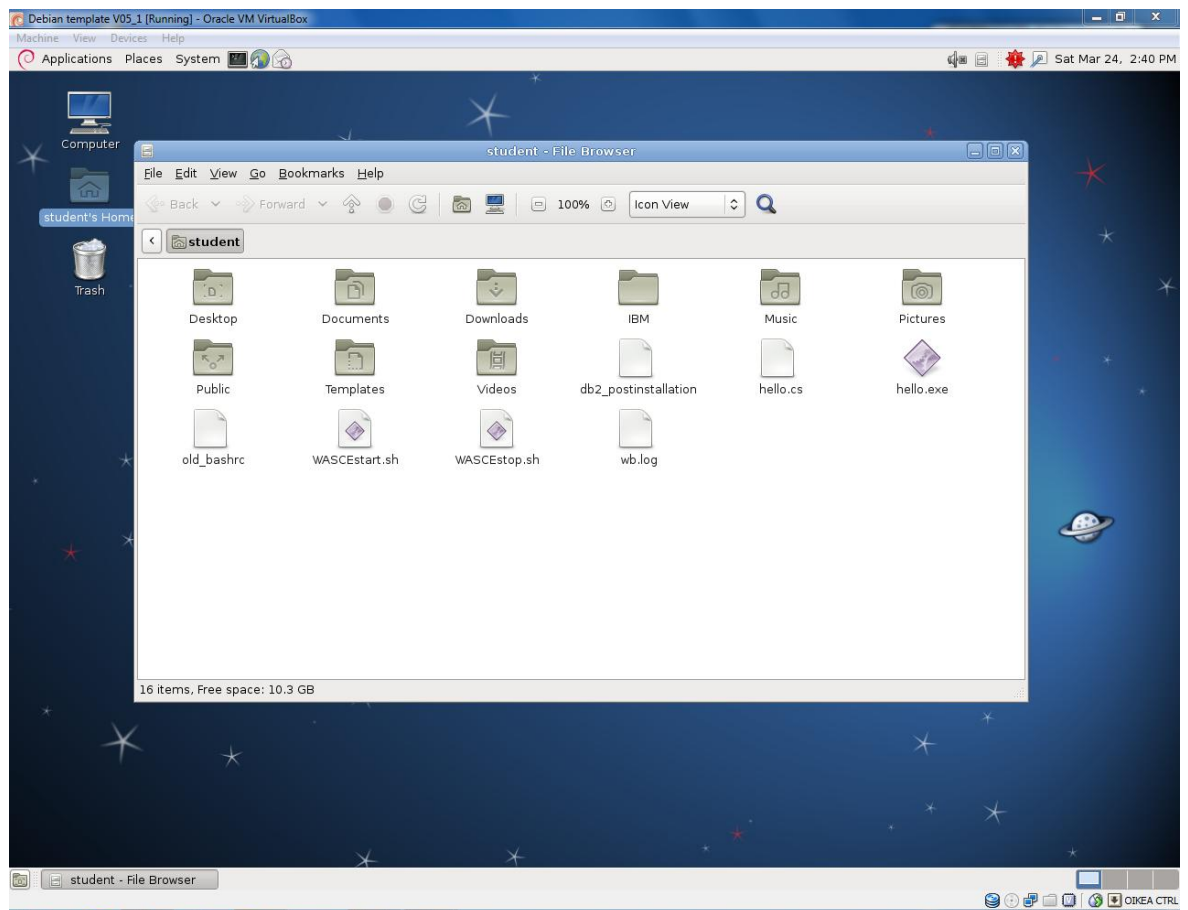 Debian template V05_1 [Running] - Oracle VM VirtualBox
Machine View Devices Help
Applications Places System Sat Mar 24, 2:40 PM
Computer
student's Home
Trash
student - File Browser
File Edit View Go Bookmarks Help
Back Forward 100% Icon View
student
Desktop Documents Downloads IBM Music Pictures
Public Templates Videos db2_postinstallation hello.cs hello.exe
old_bashrc WASCEstart.sh WASCEstop.sh wb.log
16 items, Free space: 10.3 GB
student - File Browser
OIKEA CTRL